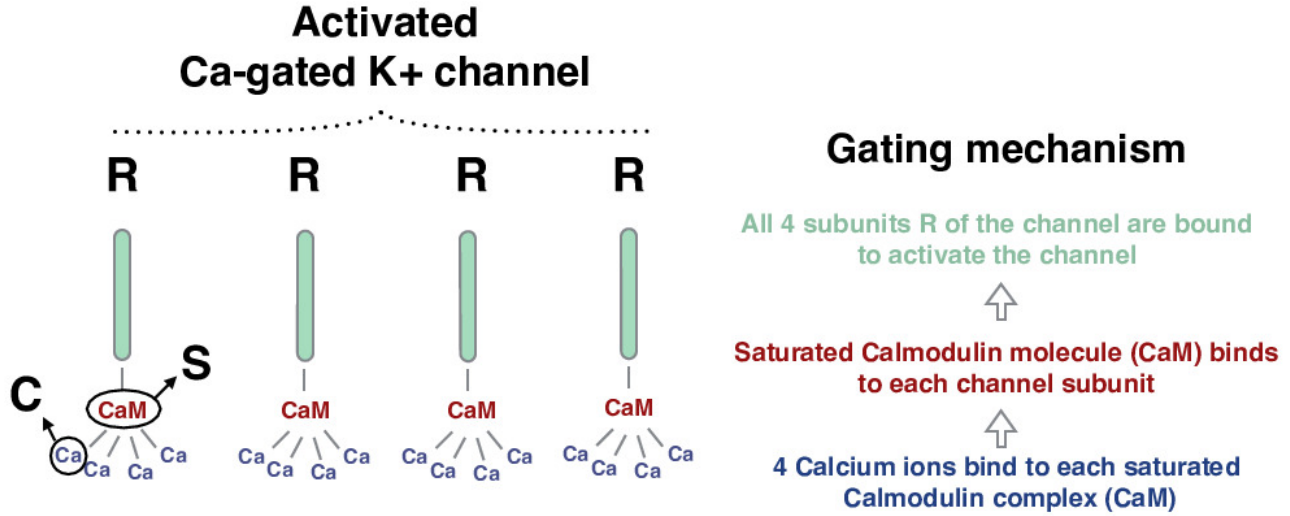 Activated
Ca-gated K+ channel
R R R R
Gating mechanism
All 4 subunits R of the channel are bound
to activate the channel
Saturated Calmodulin molecule (CaM) binds
to each channel subunit
4 Calcium ions bind to each saturated
Calmodulin complex (CaM)
S
C
CaM CaM CaM CaM
Ca Ca Ca Ca Ca Ca Ca Ca Ca Ca Ca Ca Ca Ca Ca Ca